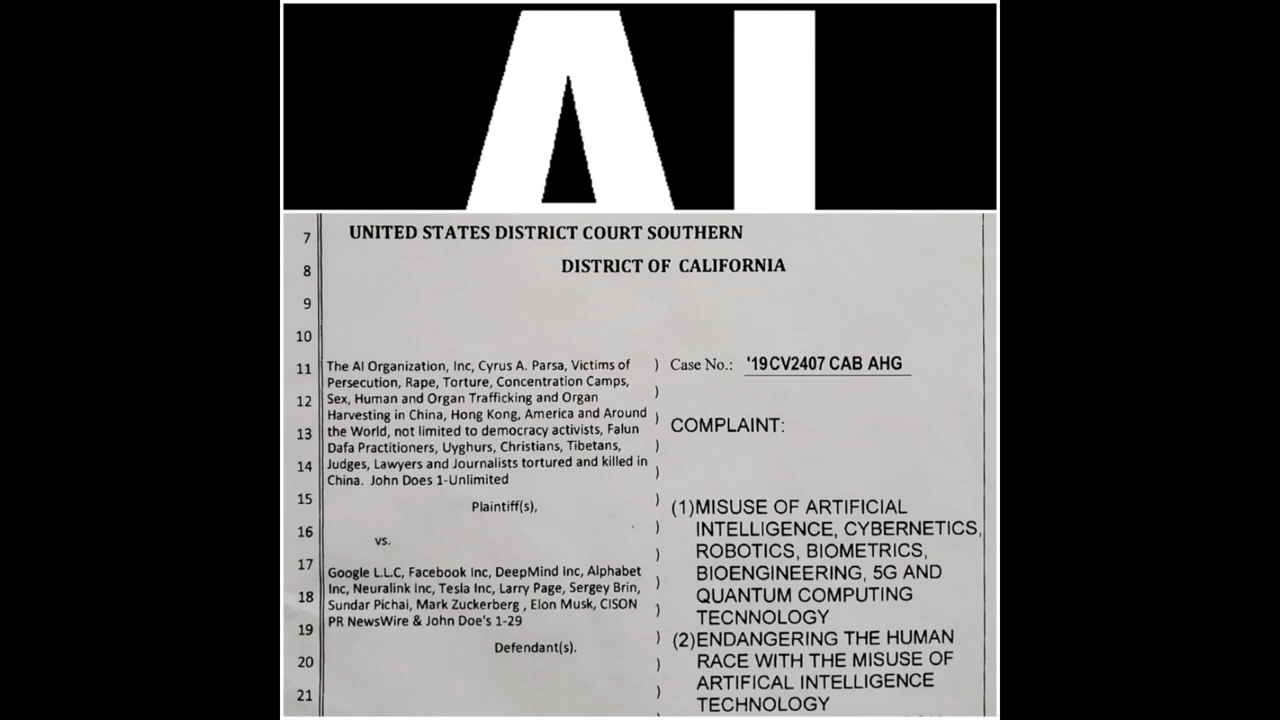 AI
7 UNITED STATES DISTRICT COURT SOUTHERN
8 DISTRICT OF CALIFORNIA
9
10
11 The AI Organization, Inc, Cyrus A. Parsa, Victims of
Persecution, Rape, Torture, Concentration Camps,
12 Sex, Human and Organ Trafficking and Organ
Harvesting in China, Hong Kong, America and Around
13 the World, not limited to democracy activists, Falun
Dafa Practitioners, Uyghurs, Christians, Tibetans,
14 Judges, Lawyers and Journalists tortured and killed in
China. John Does 1-Unlimited
15 Plaintiff(s),
16 vs.
17 Google L.L.C, Facebook Inc, DeepMind Inc, Alphabet
Inc, Neuralink Inc, Tesla Inc, Larry Page, Sergey Brin,
18 Sundar Pichai, Mark Zuckerberg , Elon Musk, CISON
PR NewsWire & John Doe's 1-29
19 Defendant(s).
20
21
) Case No.: '19CV2407 CAB AHG
)
) COMPLAINT:
)
)
) (1)MISUSE OF ARTIFICIAL
) INTELLIGENCE, CYBERNETICS,
) ROBOTICS, BIOMETRICS,
) BIOENGINEERING, 5G AND
) QUANTUM COMPUTING
) TECNNOLOGY
) (2)ENDANGERING THE HUMAN
) RACE WITH THE MISUSE OF
ARTIFICAL INTELLIGENCE
) TECHNOLOGY